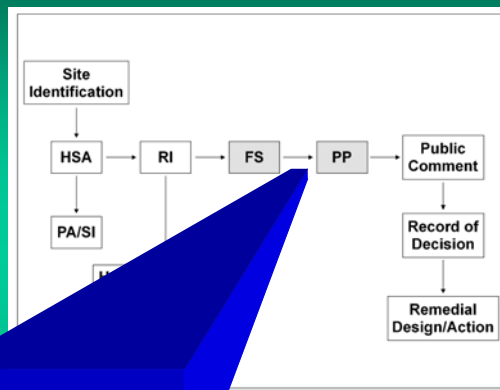 Site
Identification
HSA
RI
FS
PP
Public
Comment
PA/SI
Record of
Decision
Remedial
Design/Action